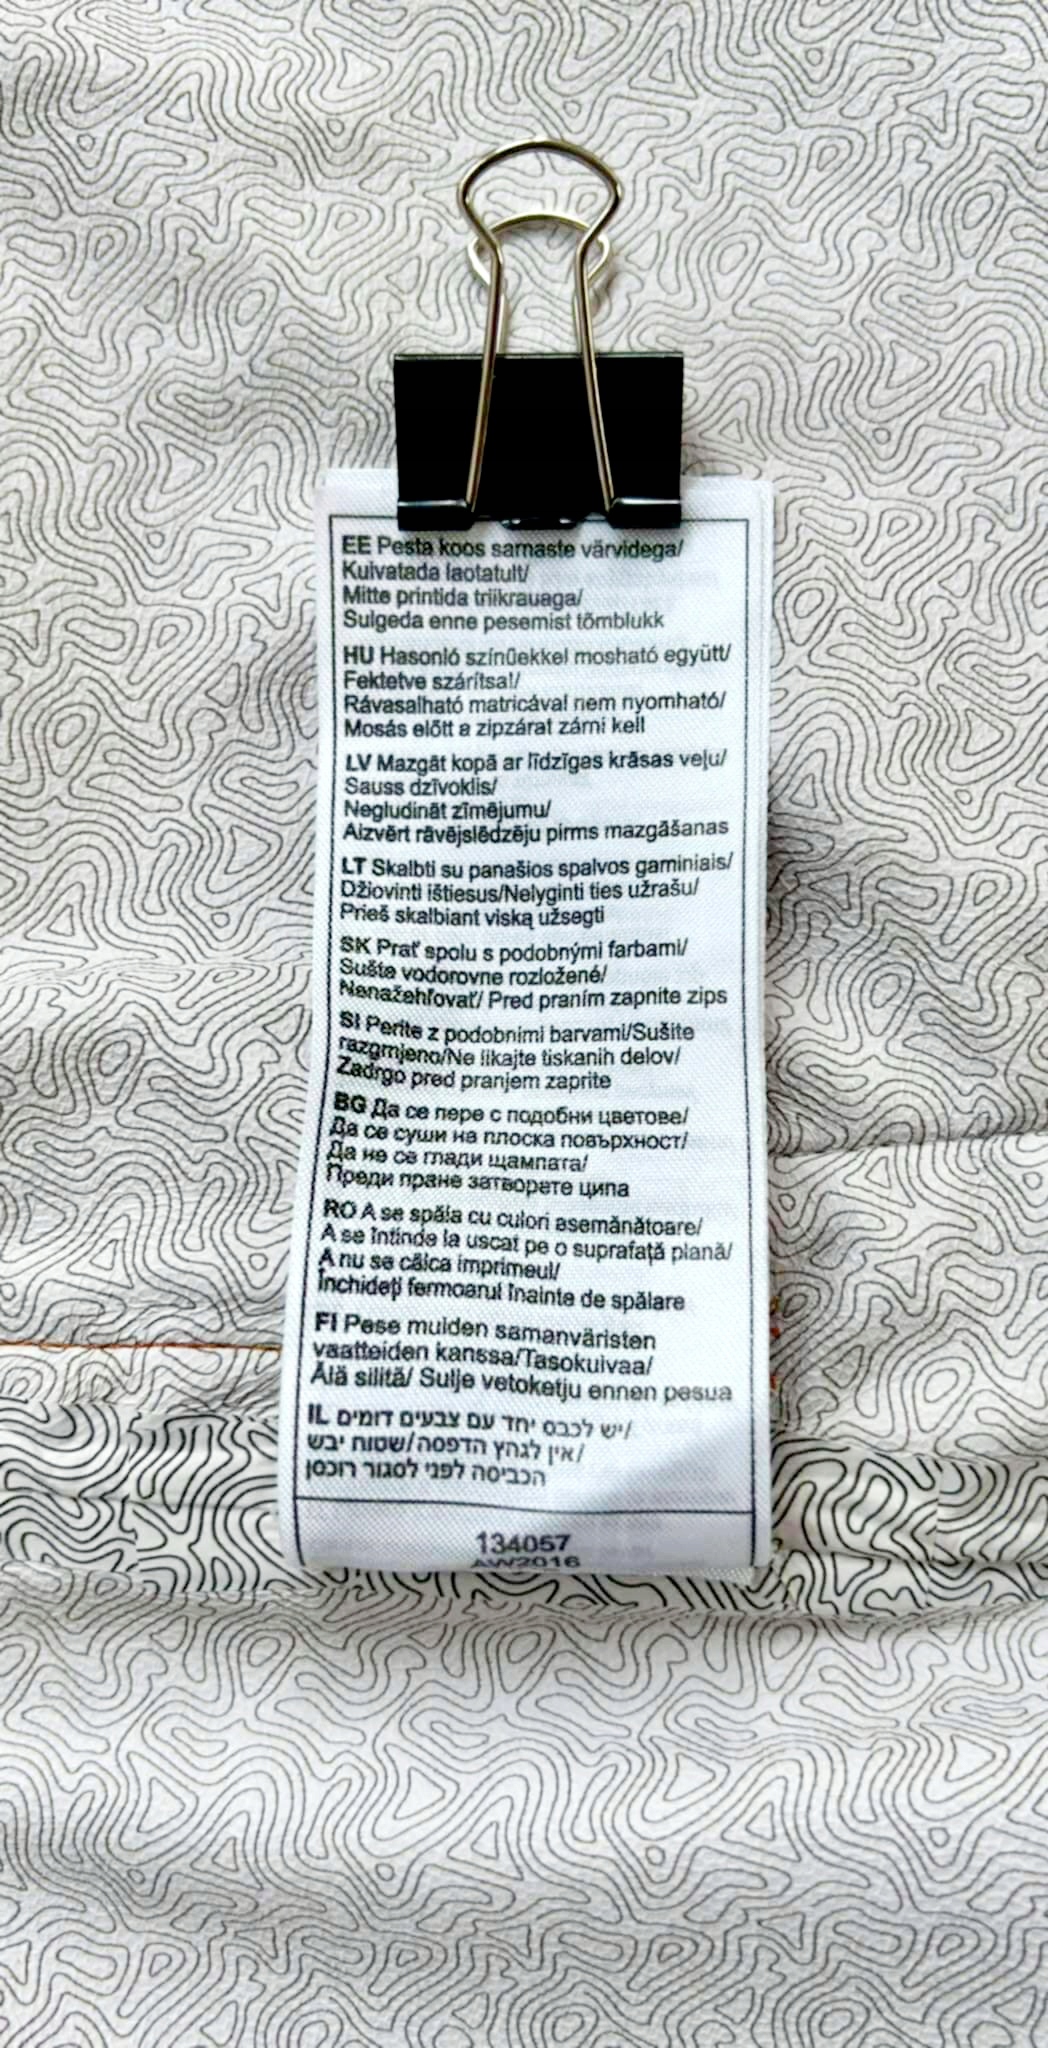 EE Pesta koos sarnaste värvidega/
Kuivatada laotatult/
Mitte printida triikrauaga/
Sulgeda enne pesemist tõmblukk
HU Hasonló színűekkel mosható együtt/
Fektetve szárítsa!/
Rávasalható matricával nem nyomható/
Mosás előtt a zipzárat zárni kell
LV Mazgāt kopā ar līdzīgas krāsas veļu/
Sauss dzīvoklis/
Negludināt zīmējumu/
Aizvērt rāvējslēdzēju pirms mazgāšanas
LT Skalbti su panašios spalvos gaminiais/
Džiovinti ištiesus/Nelyginti ties užrašu/
Prieš skalbiant viską užsegti
SK Prať spolu s podobnými farbami/
Sušte vodorovne rozložené/
Nenažehľovať/ Pred praním zapnite zips
SI Perite z podobnimi barvami/Sušite
razgrnjeno/Ne likajte tiskanih delov/
Zadrgo pred pranjem zaprite
BG Да се пере с подобни цветове/
Да се суши на плоска повърхност/
Да не се глади щампата/
Преди пране затворете ципа
RO A se spăla cu culori asemănătoare/
A se întinde la uscat pe o suprafață plană/
A nu se călca imprimeul/
Închideți fermoarul înainte de spălare
FI Pese muiden samanväristen
vaatteiden kanssa/Tasokuivaa/
Älä silitä/ Sulje vetoketju ennen pesua
IL יש לכבס יחד עם צבעים דומים/
אין לגהץ הדפסה/שטוח יבש/
הכביסה לפני לסגור רוכסן
134057
AW2016